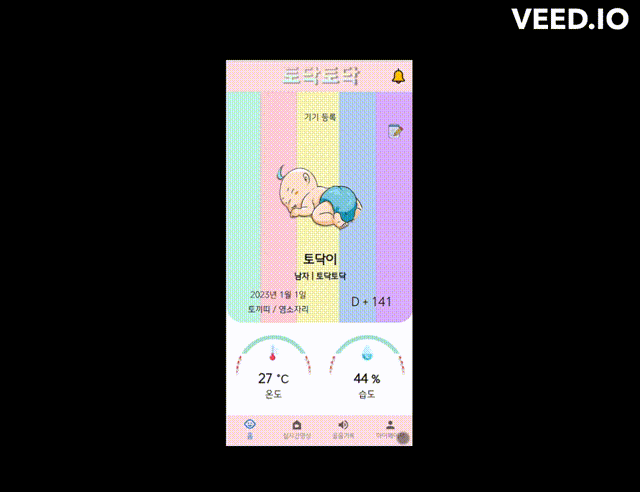 VEED.IO
토닥토닥
기기 등록
토닥이
남자 | 토닥토닥
2023년 1월 1일
토끼띠 / 염소자리
D + 141
27 °C
44 %
온도
습도
홈
실시간영상
울음기록